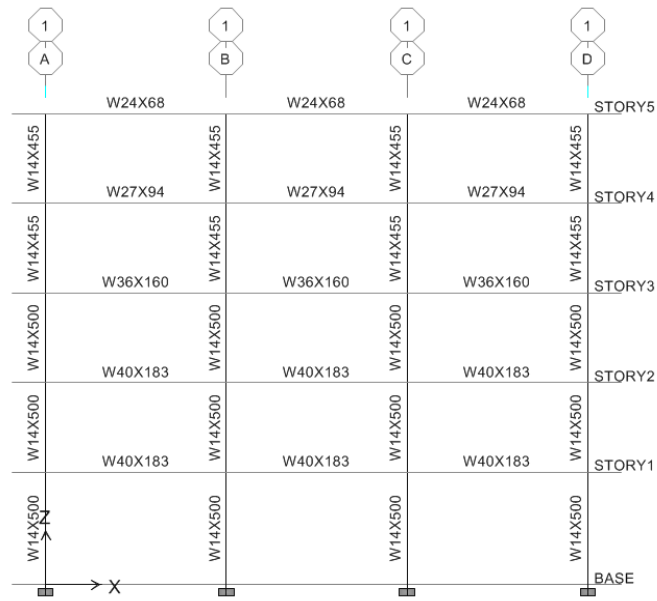 1 1 1 1
A B C D
W24X68 W24X68 W24X68 STORY5
W14X455 W14X455 W14X455 W14X455
W27X94 W27X94 W27X94 STORY4
W14X455 W14X455 W14X455 W14X455
W36X160 W36X160 W36X160 STORY3
W14X500 W14X500 W14X500 W14X500
W40X183 W40X183 W40X183 STORY2
W14X500 W14X500 W14X500 W14X500
W40X183 W40X183 W40X183 STORY1
W14X500 W14X500 W14X500 W14X500
Z
X BASE